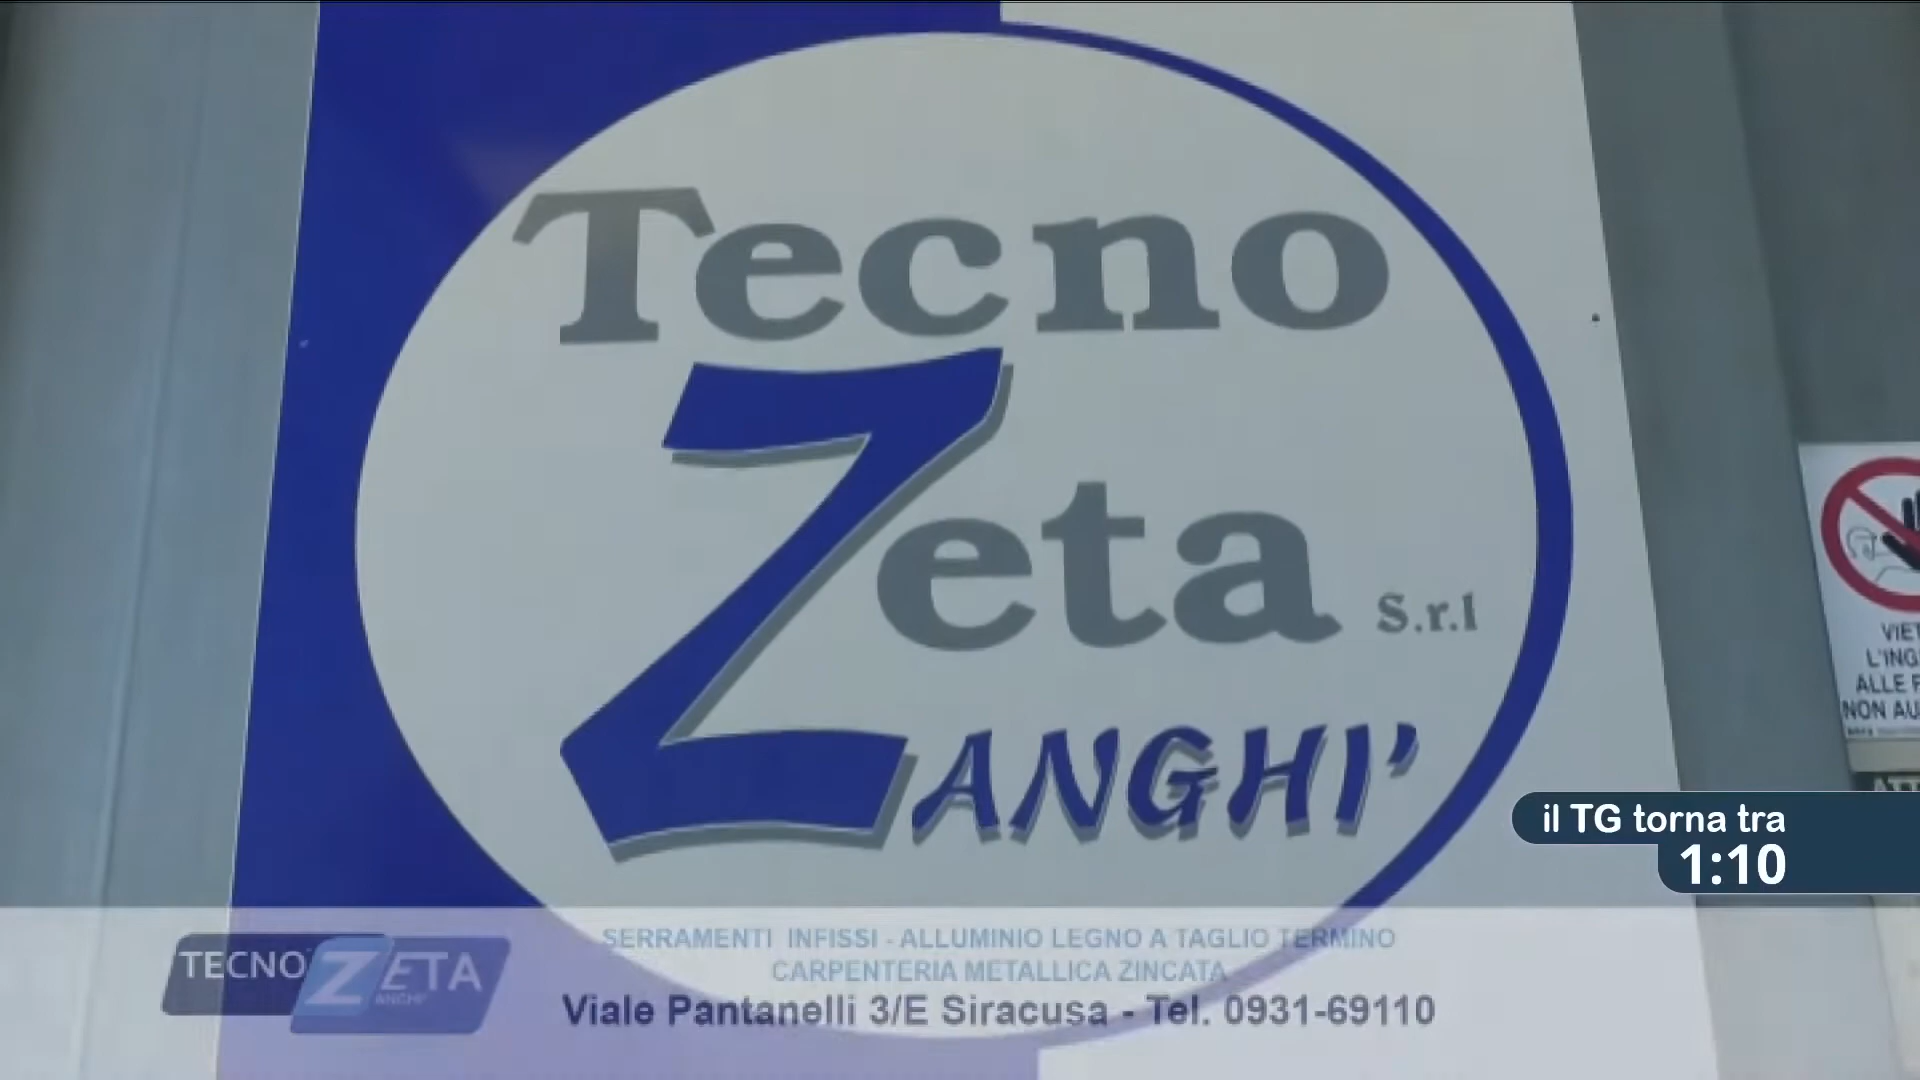 Tecno
Zeta S.r.l
ZANGHI'
VIET
L'ING
ALLE
NON AU
il TG torna tra
1:10
TECNO ZETA
ZANGHI'
SERRAMENTI INFISSI - ALLUMINIO LEGNO A TAGLIO TERMINO
CARPENTERIA METALLICA ZINCATA
Viale Pantanelli 3/E Siracusa - Tel. 0931-69110